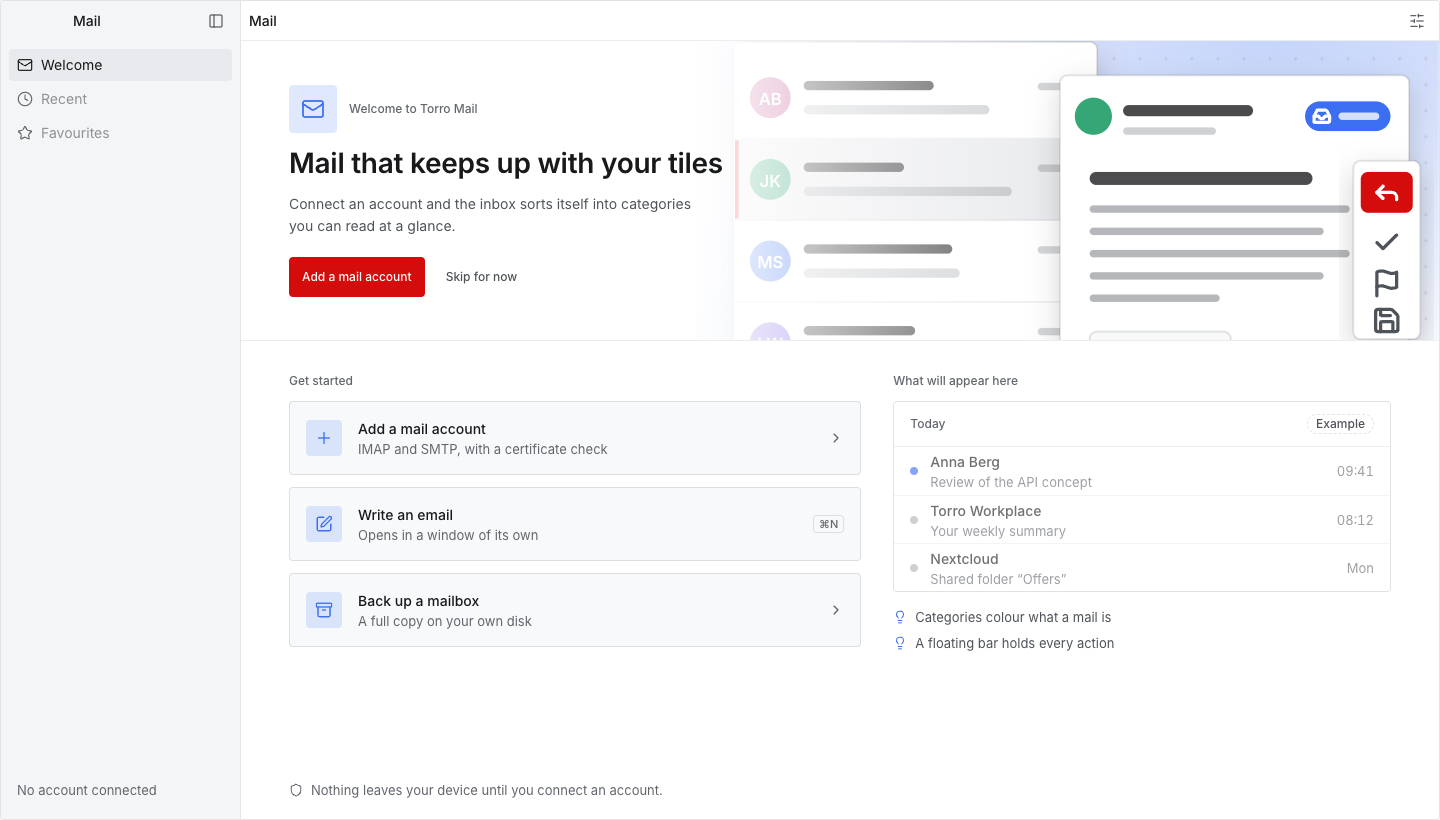 Mail
Welcome
Recent
Favourites
No account connected
Mail
Welcome to Torro Mail
Mail that keeps up with your tiles
Connect an account and the inbox sorts itself into categories
you can read at a glance.
Add a mail account
Skip for now
AB
JK
MS
Get started
Add a mail account
IMAP and SMTP, with a certificate check
Write an email
Opens in a window of its own
⌘N
Back up a mailbox
A full copy on your own disk
What will appear here
Today
Example
Anna Berg
Review of the API concept
09:41
Torro Workplace
Your weekly summary
08:12
Nextcloud
Shared folder “Offers”
Mon
Categories colour what a mail is
A floating bar holds every action
Nothing leaves your device until you connect an account.